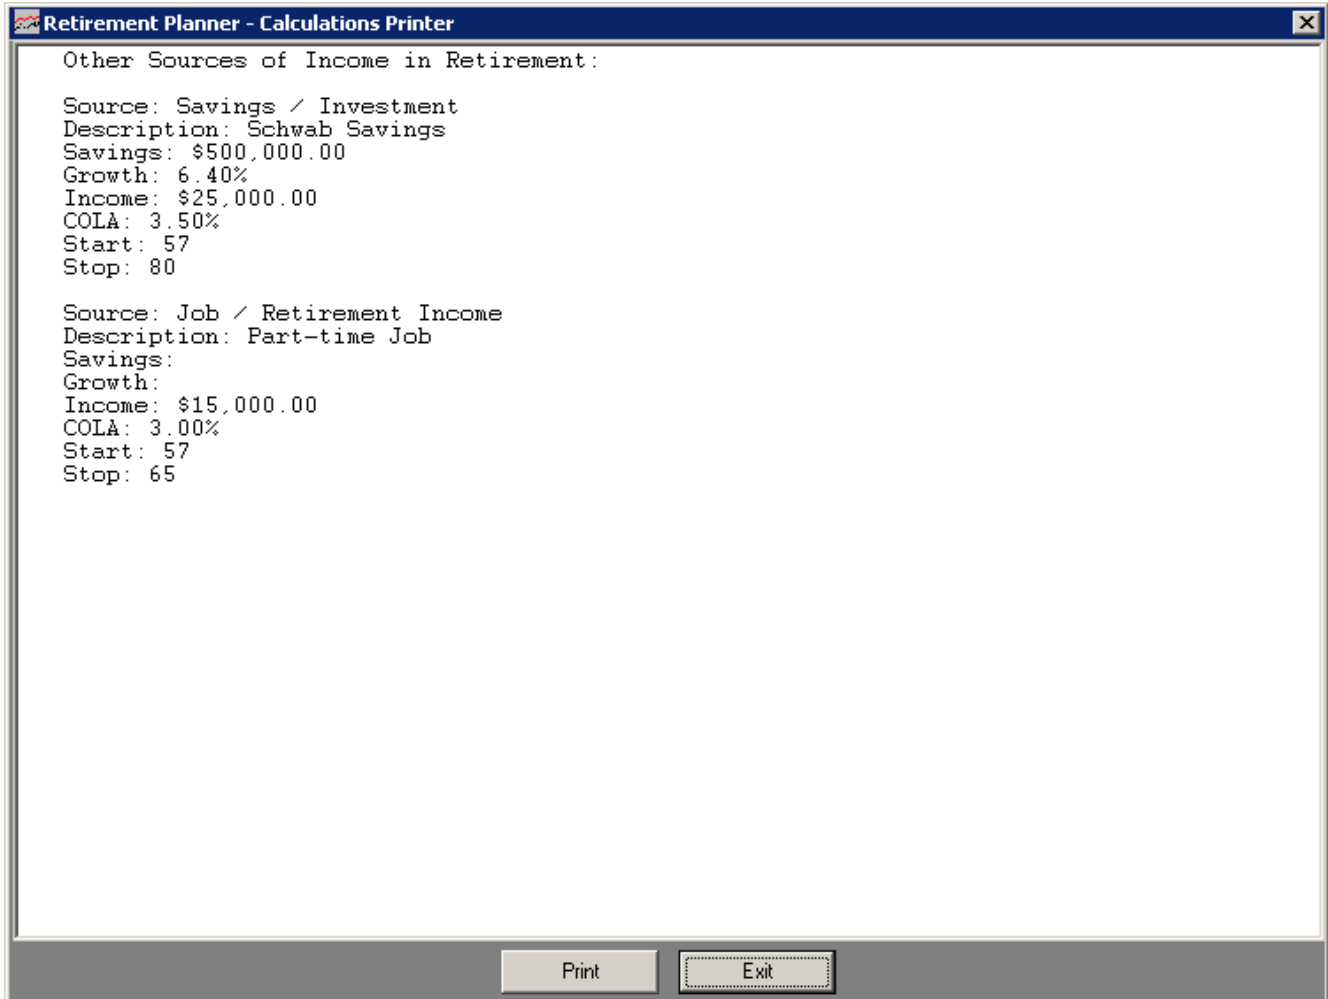 Retirement Planner - Calculations Printer
Other Sources of Income in Retirement:
Source: Savings / Investment
Description: Schwab Savings
Savings: $500,000.00
Growth: 6.40%
Income: $25,000.00
COLA: 3.50%
Start: 57
Stop: 80
Source: Job / Retirement Income
Description: Part-time Job
Savings:
Growth:
Income: $15,000.00
COLA: 3.00%
Start: 57
Stop: 65
Print Exit